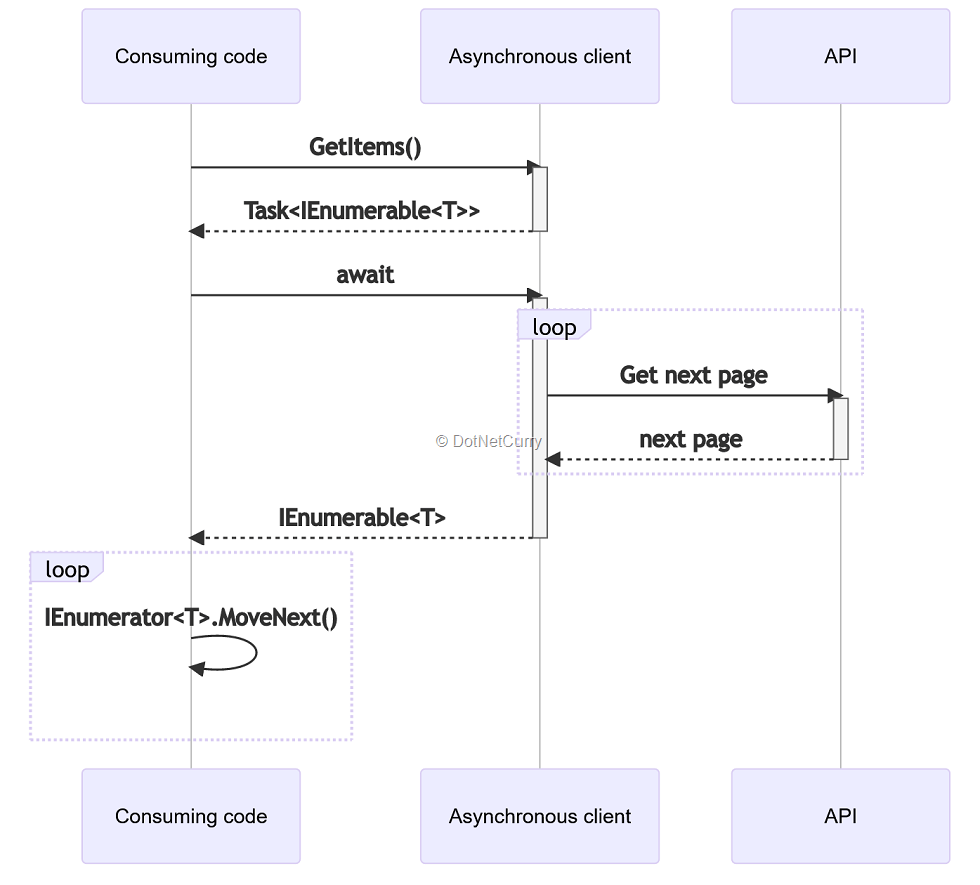 Consuming code
Asynchronous client
API
GetItems()
Task<IEnumerable<T>>
await
loop
Get next page
© DotNetCurry
next page
IEnumerable<T>
loop
IEnumerator<T>.MoveNext()
Consuming code
Asynchronous client
API